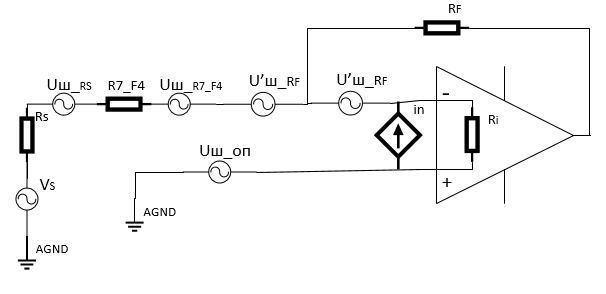 RF
Uш_RS
R7_F4
Uш_R7_F4
U'ш_RF
U'ш_RF
Rs
in
-
Ri
Uш_оп
+
Vs
AGND
AGND